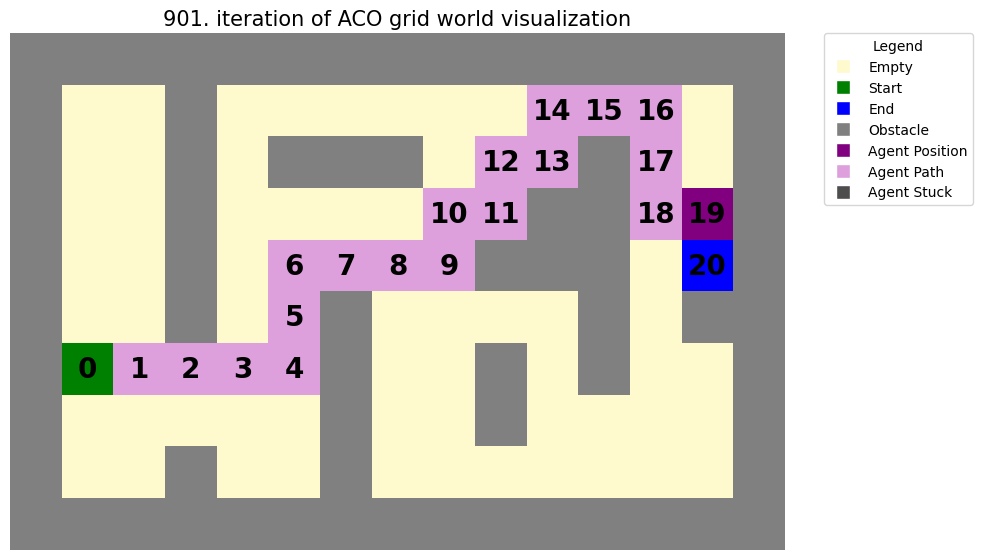 901. iteration of ACO grid world visualization
14 15 16
12 13 17
10 11 18 19
6 7 8 9 20
5
0 1 2 3 4
Legend
Empty
Start
End
Obstacle
Agent Position
Agent Path
Agent Stuck